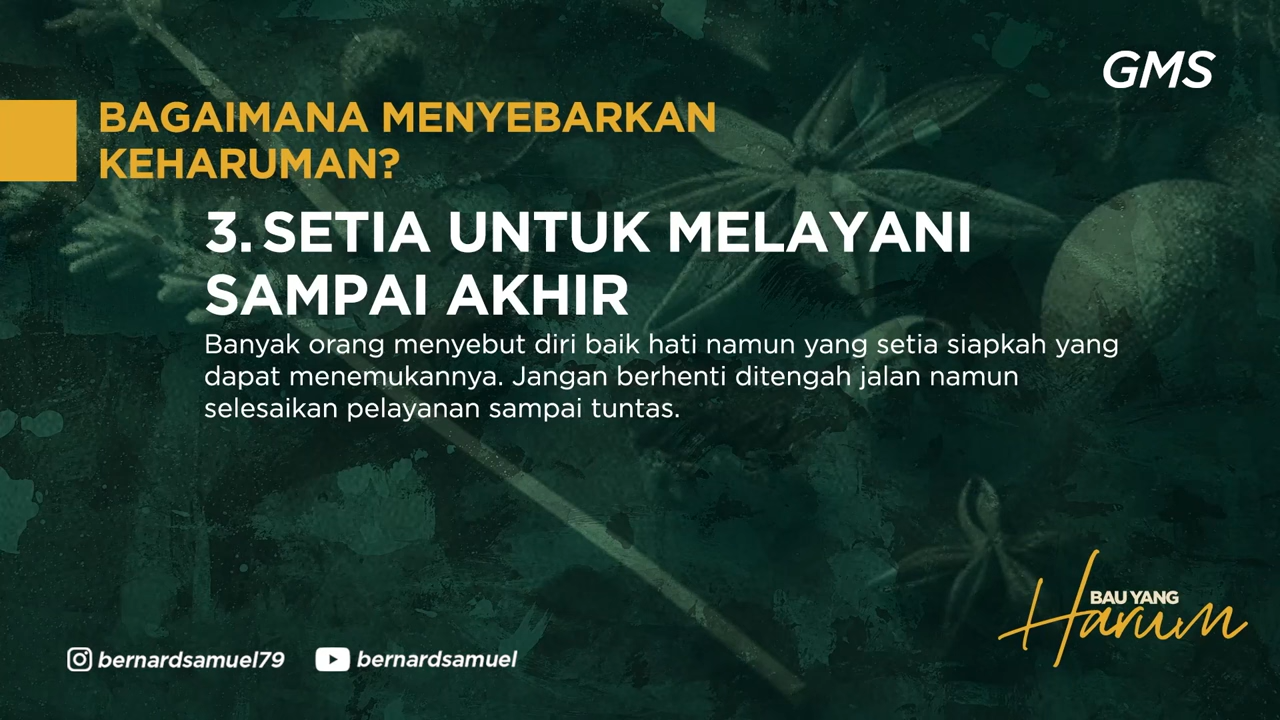 GMS
BAGAIMANA MENYEBARKAN
KEHARUMAN?
3. SETIA UNTUK MELAYANI
SAMPAI AKHIR
Banyak orang menyebut diri baik hati namun yang setia siapkah yang
dapat menemukannya. Jangan berhenti ditengah jalan namun
selesaikan pelayanan sampai tuntas.
BAU YANG
Harum
bernardsamuel79
bernardsamuel